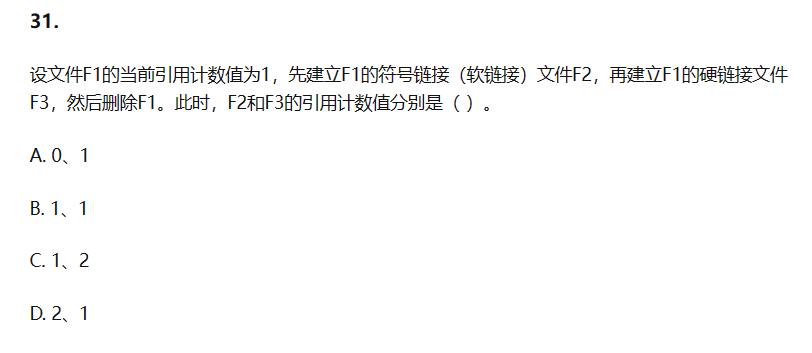 31.
设文件F1的当前引用计数值为1，先建立F1的符号链接（软链接）文件F2，再建立F1的硬链接文件
F3，然后删除F1。此时，F2和F3的引用计数值分别是（ ）。
A. 0、1
B. 1、1
C. 1、2
D. 2、1